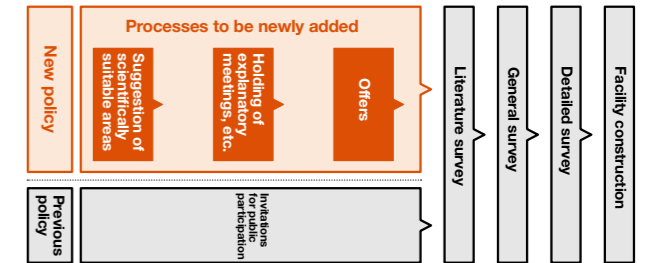 Processes to be newly added
New policy
Suggestion of
scientifically
suitable areas
Holding of
explanatory
meetings, etc.
Offers
Previous
policy
Invitations
for public
participation
Literature survey
General survey
Detailed survey
Facility construction